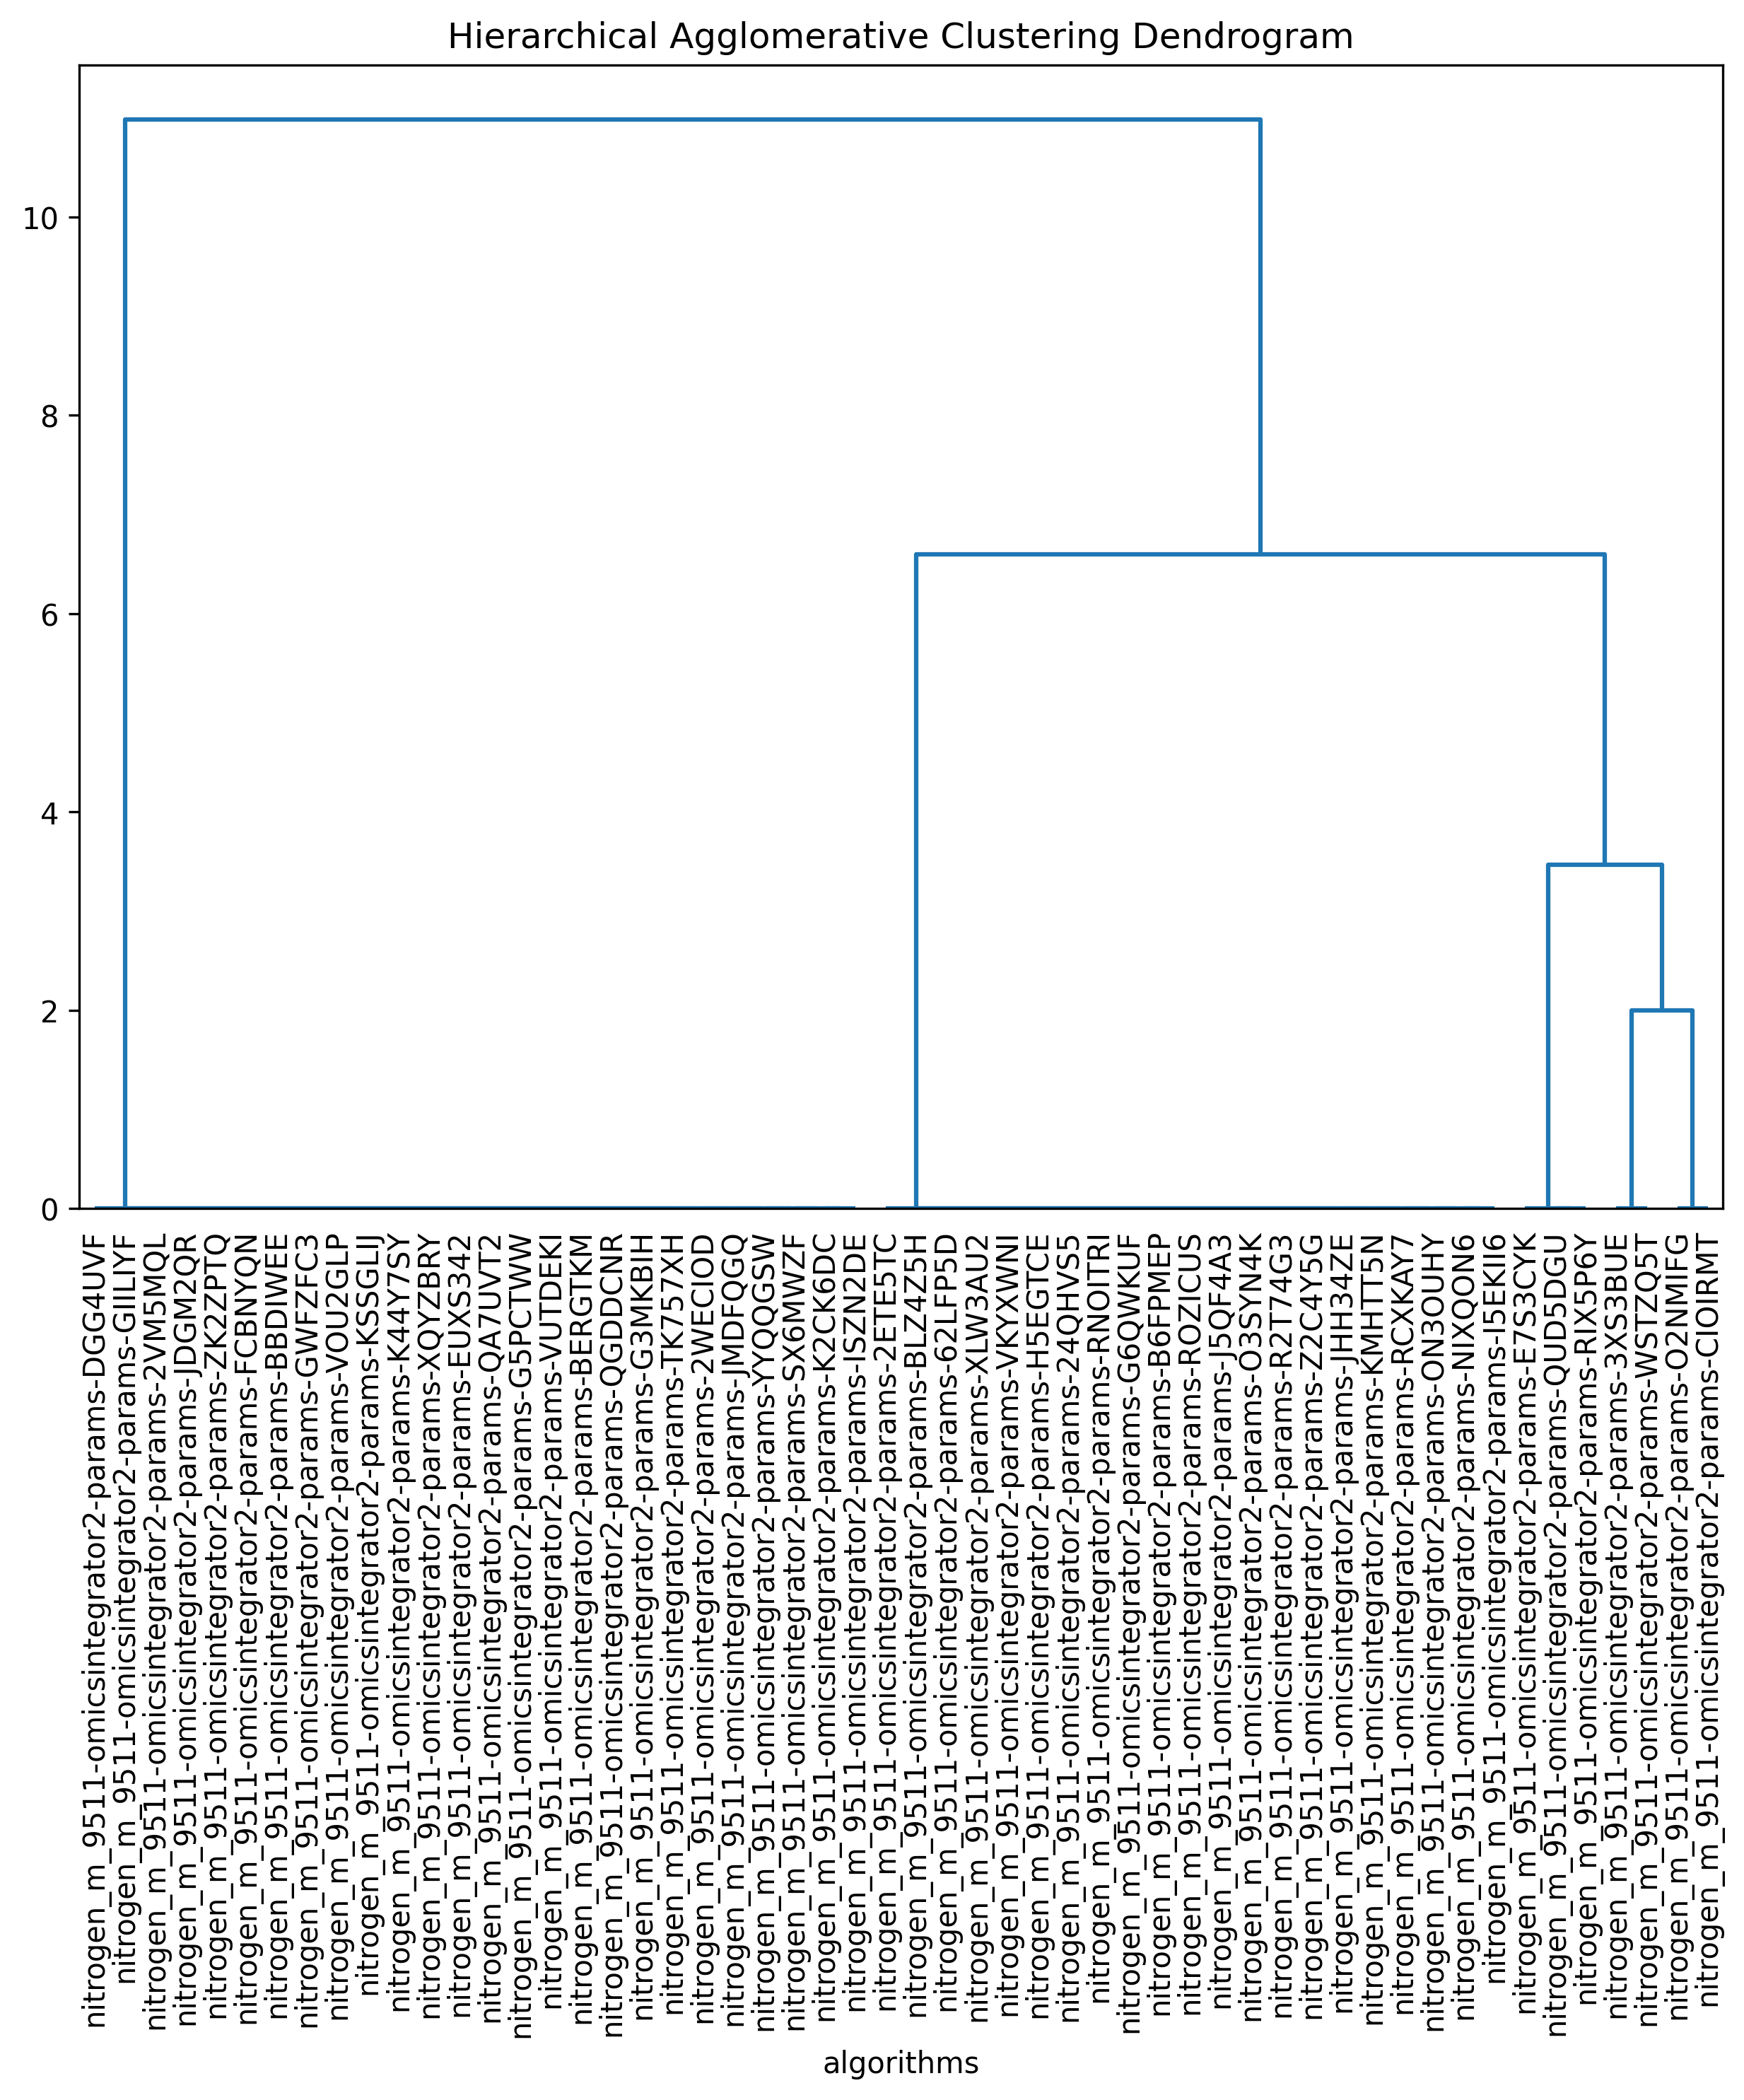 Hierarchical Agglomerative Clustering Dendrogram
10
8
6
4
2
0
nitrogen_m_9511-omicsintegrator2-params-DGG4UVF
nitrogen_m_9511-omicsintegrator2-params-GIILIYF
nitrogen_m_9511-omicsintegrator2-params-2VM5MQL
nitrogen_m_9511-omicsintegrator2-params-JDGM2QR
nitrogen_m_9511-omicsintegrator2-params-ZK2ZPTQ
nitrogen_m_9511-omicsintegrator2-params-FCBNYQN
nitrogen_m_9511-omicsintegrator2-params-BBDIWEE
nitrogen_m_9511-omicsintegrator2-params-GWFZFC3
nitrogen_m_9511-omicsintegrator2-params-VOU2GLP
nitrogen_m_9511-omicsintegrator2-params-KSSGLIJ
nitrogen_m_9511-omicsintegrator2-params-K44Y7SY
nitrogen_m_9511-omicsintegrator2-params-XQYZBRY
nitrogen_m_9511-omicsintegrator2-params-EUXS342
nitrogen_m_9511-omicsintegrator2-params-QA7UVT2
nitrogen_m_9511-omicsintegrator2-params-G5PCTWW
nitrogen_m_9511-omicsintegrator2-params-VUTDEKI
nitrogen_m_9511-omicsintegrator2-params-BERGTKM
nitrogen_m_9511-omicsintegrator2-params-QGDDCNR
nitrogen_m_9511-omicsintegrator2-params-G3MKBIH
nitrogen_m_9511-omicsintegrator2-params-TK757XH
nitrogen_m_9511-omicsintegrator2-params-2WECIOD
nitrogen_m_9511-omicsintegrator2-params-JMDFQGQ
nitrogen_m_9511-omicsintegrator2-params-YYQQGSW
nitrogen_m_9511-omicsintegrator2-params-SX6MWZF
nitrogen_m_9511-omicsintegrator2-params-K2CK6DC
nitrogen_m_9511-omicsintegrator2-params-ISZN2DE
nitrogen_m_9511-omicsintegrator2-params-2ETE5TC
nitrogen_m_9511-omicsintegrator2-params-BLZ4Z5H
nitrogen_m_9511-omicsintegrator2-params-62LFP5D
nitrogen_m_9511-omicsintegrator2-params-XLW3AU2
nitrogen_m_9511-omicsintegrator2-params-VKYXWNI
nitrogen_m_9511-omicsintegrator2-params-H5EGTCE
nitrogen_m_9511-omicsintegrator2-params-24QHVS5
nitrogen_m_9511-omicsintegrator2-params-RNOITRI
nitrogen_m_9511-omicsintegrator2-params-G6QWKUF
nitrogen_m_9511-omicsintegrator2-params-B6FPMEP
nitrogen_m_9511-omicsintegrator2-params-ROZICUS
nitrogen_m_9511-omicsintegrator2-params-J5QF4A3
nitrogen_m_9511-omicsintegrator2-params-O3SYN4K
nitrogen_m_9511-omicsintegrator2-params-R2T74G3
nitrogen_m_9511-omicsintegrator2-params-Z2C4Y5G
nitrogen_m_9511-omicsintegrator2-params-JHH34ZE
nitrogen_m_9511-omicsintegrator2-params-KMHTT5N
nitrogen_m_9511-omicsintegrator2-params-RCXKAY7
nitrogen_m_9511-omicsintegrator2-params-ON3OUHY
nitrogen_m_9511-omicsintegrator2-params-NIXQON6
nitrogen_m_9511-omicsintegrator2-params-I5EKII6
nitrogen_m_9511-omicsintegrator2-params-E7S3CYK
nitrogen_m_9511-omicsintegrator2-params-QUD5DGU
nitrogen_m_9511-omicsintegrator2-params-RIX5P6Y
nitrogen_m_9511-omicsintegrator2-params-3XS3BUE
nitrogen_m_9511-omicsintegrator2-params-WSTZQ5T
nitrogen_m_9511-omicsintegrator2-params-O2NMIFG
nitrogen_m_9511-omicsintegrator2-params-CIOIRMT
algorithms